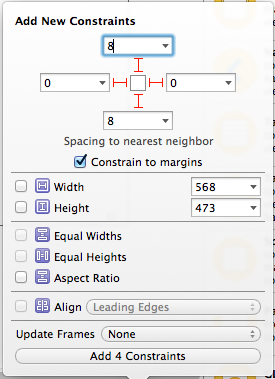 Add New Constraints
8
0 0
8
Spacing to nearest neighbor
Constrain to margins
Width 568
Height 473
Equal Widths
Equal Heights
Aspect Ratio
Align Leading Edges
Update Frames None
Add 4 Constraints